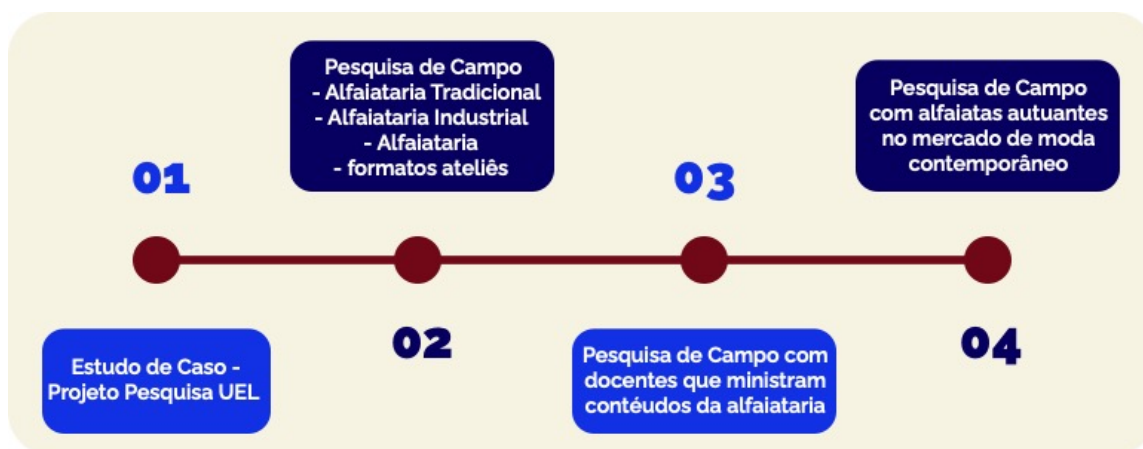 01
Estudo de Caso -
Projeto Pesquisa UEL
Pesquisa de Campo
- Alfaiataria Tradicional
- Alfaiataria Industrial
- Alfaiataria
- formatos ateliês
02
03
Pesquisa de Campo com
docentes que ministram
contéudos da alfaiataria
Pesquisa de Campo
com alfaiatas autuantes
no mercado de moda
contemporâneo
04